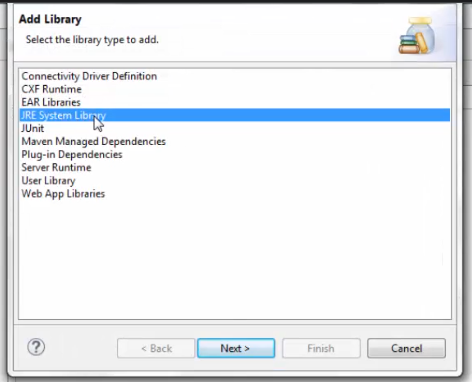 Add Library
Select the library type to add.
Connectivity Driver Definition
CXF Runtime
EAR Libraries
JRE System Library
JUnit
Maven Managed Dependencies
Plug-in Dependencies
Server Runtime
User Library
Web App Libraries
?
< Back
Next >
Finish
Cancel